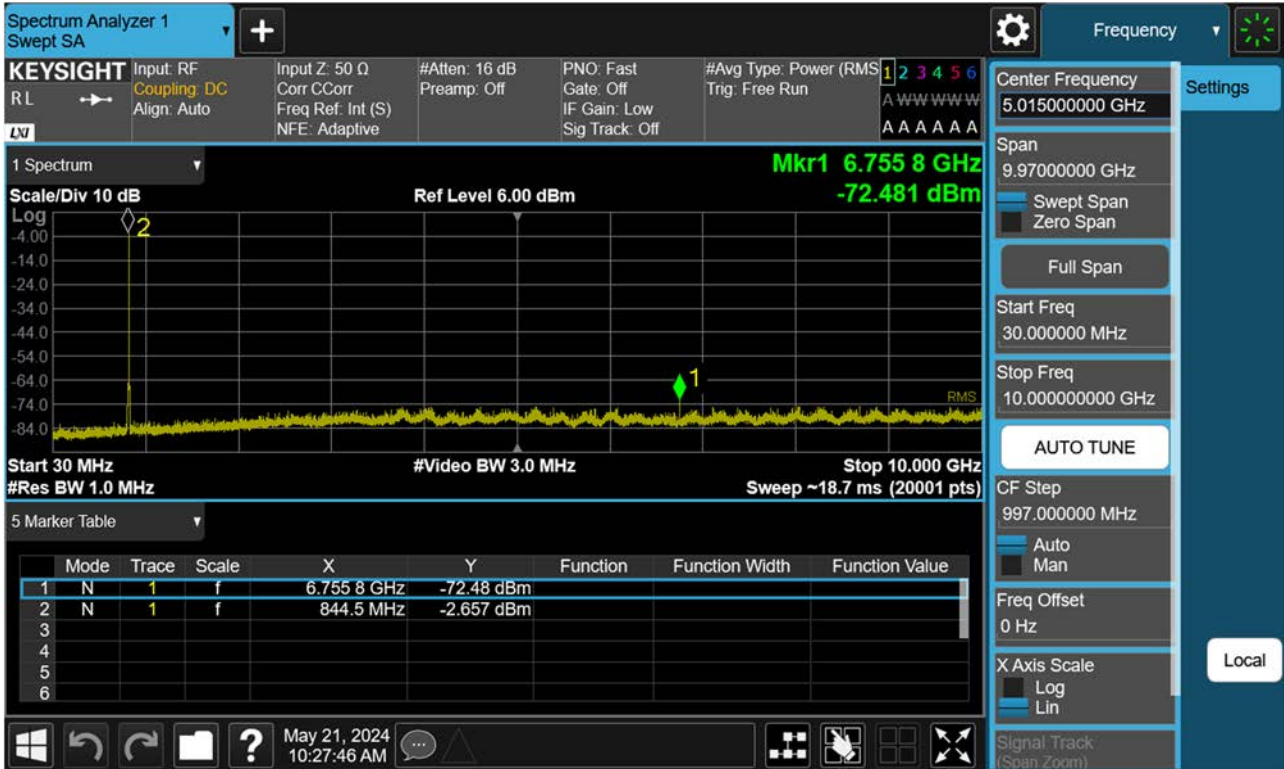 Spectrum Analyzer 1
Swept SA
Frequency
KEYSIGHT
RL
LXI
Input: RF
Coupling: DC
Align: Auto
Input Z: 50 Ω
Corr CCorr
Freq Ref: Int (S)
NFE: Adaptive
#Atten: 16 dB
Preamp: Off
PNO: Fast
Gate: Off
IF Gain: Low
Sig Track: Off
#Avg Type: Power (RMS
Trig: Free Run
1 2 3 4 5 6
A W W W W W
A A A A A A
1 Spectrum
Mkr1 6.755 8 GHz
Scale/Div 10 dB
Ref Level 6.00 dBm
-72.481 dBm
Log
2
-4.00
-14.0
-24.0
-34.0
-44.0
-54.0
-64.0
1
-74.0
RMS
-84.0
Start 30 MHz
#Video BW 3.0 MHz
Stop 10.000 GHz
#Res BW 1.0 MHz
Sweep ~18.7 ms (20001 pts)
5 Marker Table
Mode Trace Scale X Y Function Function Width Function Value
1 N 1 f 6.755 8 GHz -72.48 dBm
2 N 1 f 844.5 MHz -2.657 dBm
3
4
5
6
?
May 21, 2024
10:27:46 AM
Center Frequency
5.015000000 GHz
Span
9.97000000 GHz
Swept Span
Zero Span
Full Span
Start Freq
30.000000 MHz
Stop Freq
10.000000000 GHz
AUTO TUNE
CF Step
997.000000 MHz
Auto
Man
Freq Offset
0 Hz
X Axis Scale
Log
Lin
Signal Track
(Span Zoom)
Settings
Local